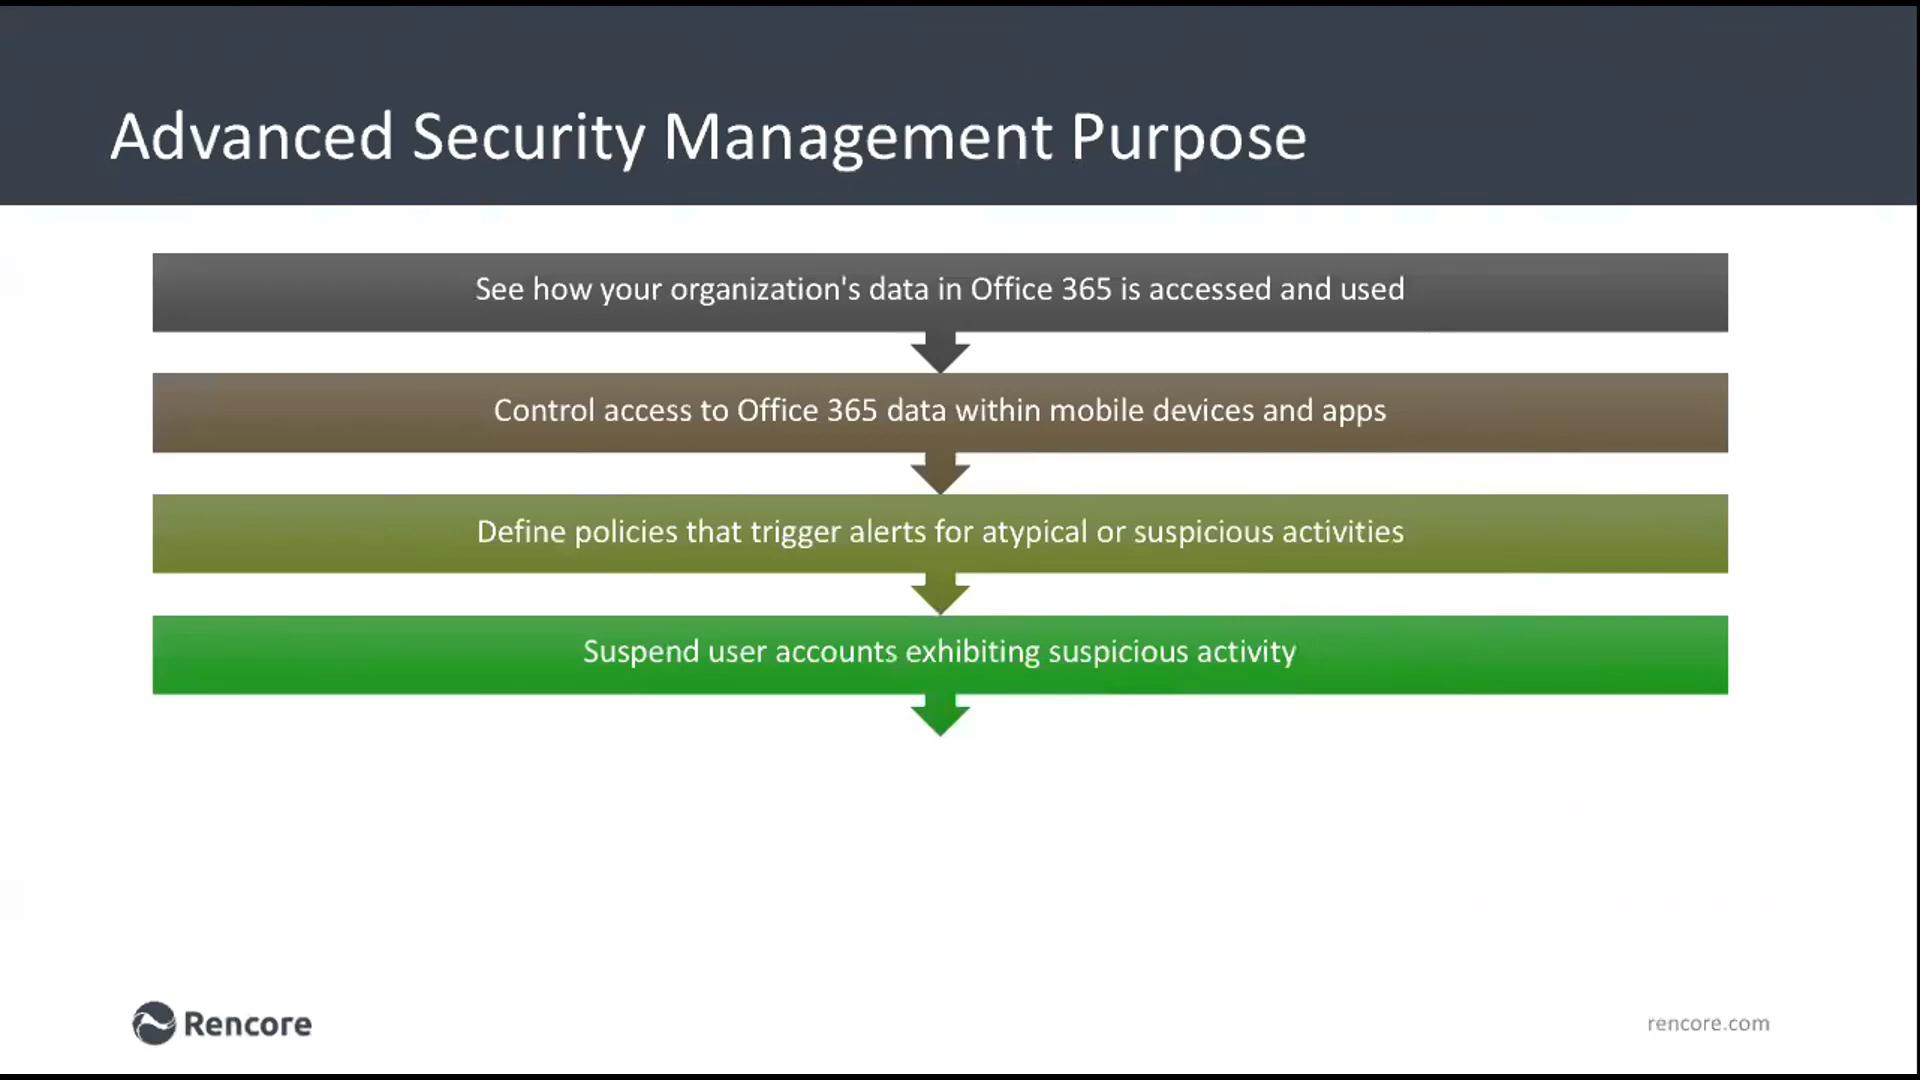 Advanced Security Management Purpose
See how your organization's data in Office 365 is accessed and used
Control access to Office 365 data within mobile devices and apps
Define policies that trigger alerts for atypical or suspicious activities
Suspend user accounts exhibiting suspicious activity
Rencore
rencore.com